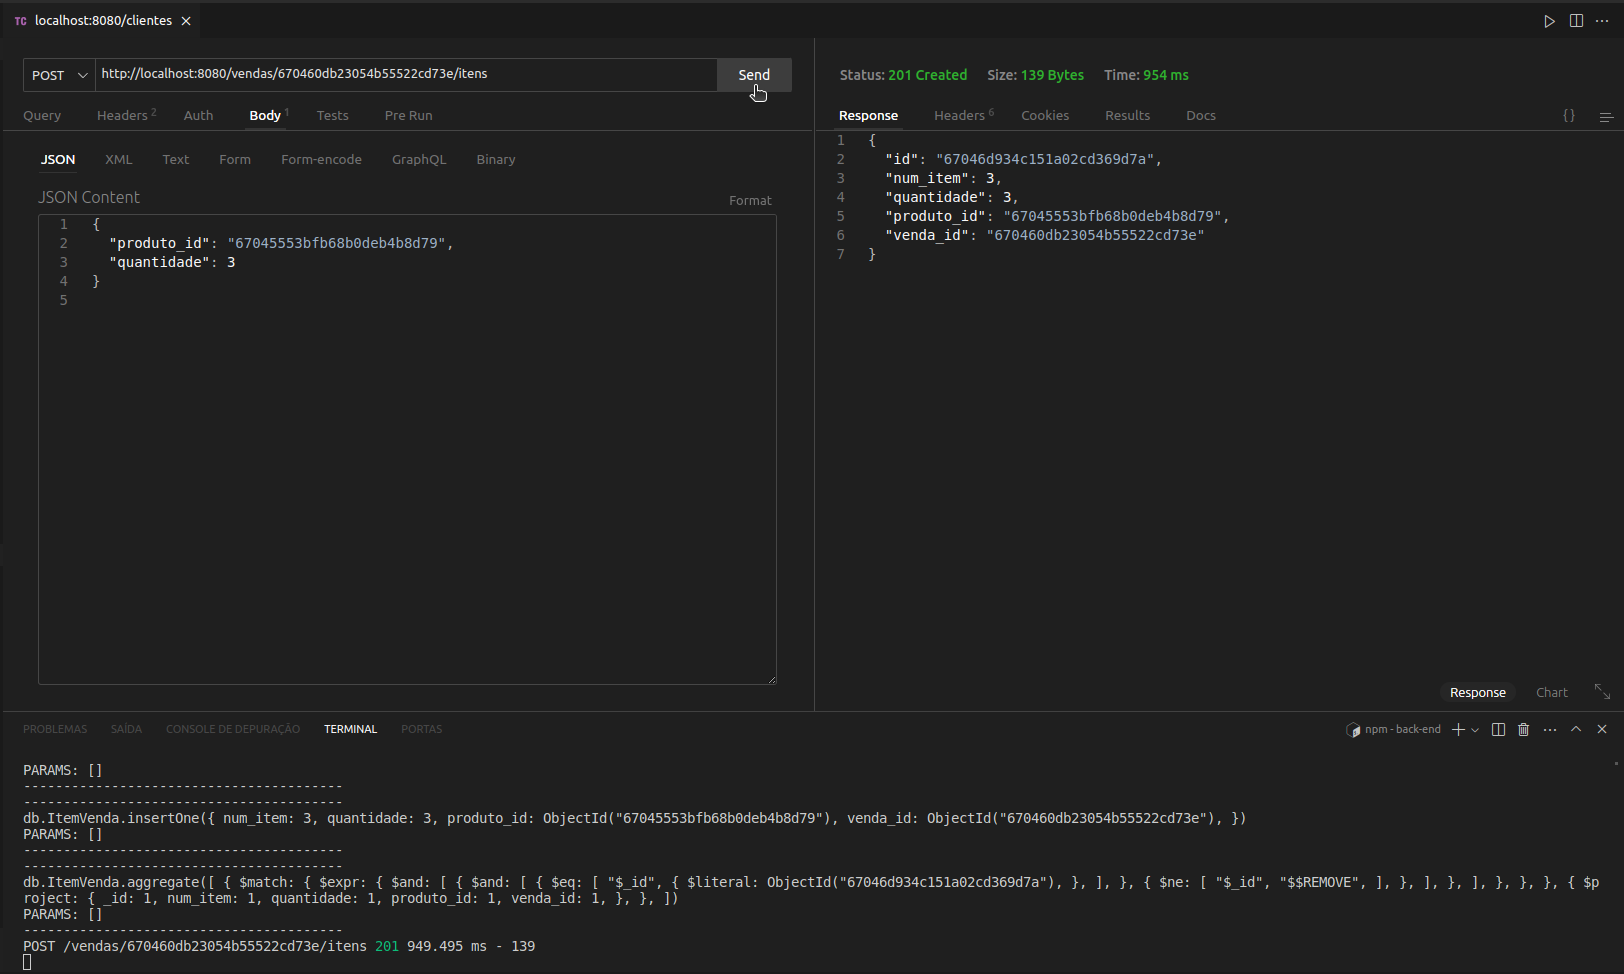 TC localhost:8080/clientes
POST http://localhost:8080/vendas/670460db23054b55522cd73e/itens Send
Query Headers 2 Auth Body 1 Tests Pre Run
JSON XML Text Form Form-encode GraphQL Binary
JSON Content Format
1 {
2 "produto_id": "67045553bfb68b0deb4b8d79",
3 "quantidade": 3
4 }
5
Status: 201 Created Size: 139 Bytes Time: 954 ms
Response Headers 6 Cookies Results Docs {}
1 {
2 "id": "67046d934c151a02cd369d7a",
3 "num_item": 3,
4 "quantidade": 3,
5 "produto_id": "67045553bfb68b0deb4b8d79",
6 "venda_id": "670460db23054b55522cd73e"
7 }
Response Chart
PROBLEMAS SAÍDA CONSOLE DE DEPURAÇÃO TERMINAL PORTAS npm - back-end
PARAMS: []
----------------------------------------
----------------------------------------
db.ItemVenda.insertOne({ num_item: 3, quantidade: 3, produto_id: ObjectId("67045553bfb68b0deb4b8d79"), venda_id: ObjectId("670460db23054b55522cd73e"), })
PARAMS: []
----------------------------------------
----------------------------------------
db.ItemVenda.aggregate([ { $match: { $expr: { $and: [ { $and: [ { $eq: [ "$_id", { $literal: ObjectId("67046d934c151a02cd369d7a"), }, ], }, { $ne: [ "$_id", "$$REMOVE", ], }, ], }, ], }, }, }, { $p
roject: { _id: 1, num_item: 1, quantidade: 1, produto_id: 1, venda_id: 1, }, }, ])
PARAMS: []
----------------------------------------
POST /vendas/670460db23054b55522cd73e/itens 201 949.495 ms - 139